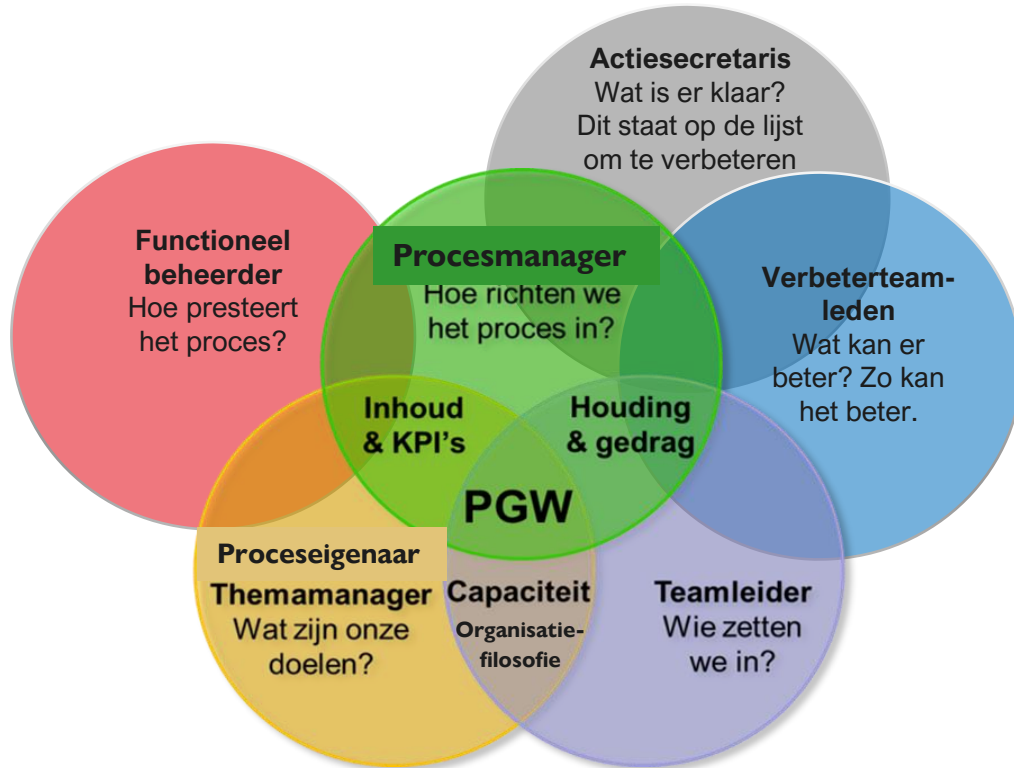 Actiesecretaris
Wat is er klaar?
Dit staat op de lijst
om te verbeteren
Functioneel
beheerder
Hoe presteert
het proces?
Procesmanager
Hoe richten we
het proces in?
Verbeterteam-
leden
Wat kan er
beter? Zo kan
het beter.
Inhoud
& KPI's
Houding
& gedrag
PGW
Proceseigenaar
Themamanager
Wat zijn onze
doelen?
Capaciteit
Organisatie-
filosofie
Teamleider
Wie zetten
we in?